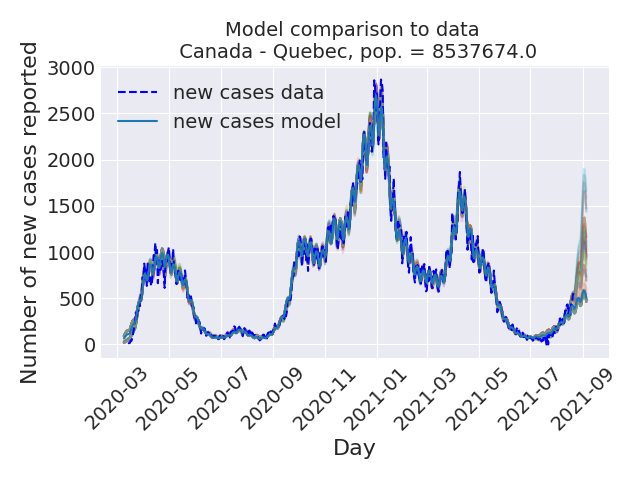 Model comparison to data
Canada - Quebec, pop. = 8537674.0
Number of new cases reported
3000
2500
2000
1500
1000
500
0
new cases data
new cases model
2020-03
2020-05
2020-07
2020-09
2020-11
2021-01
2021-03
2021-05
2021-07
2021-09
Day